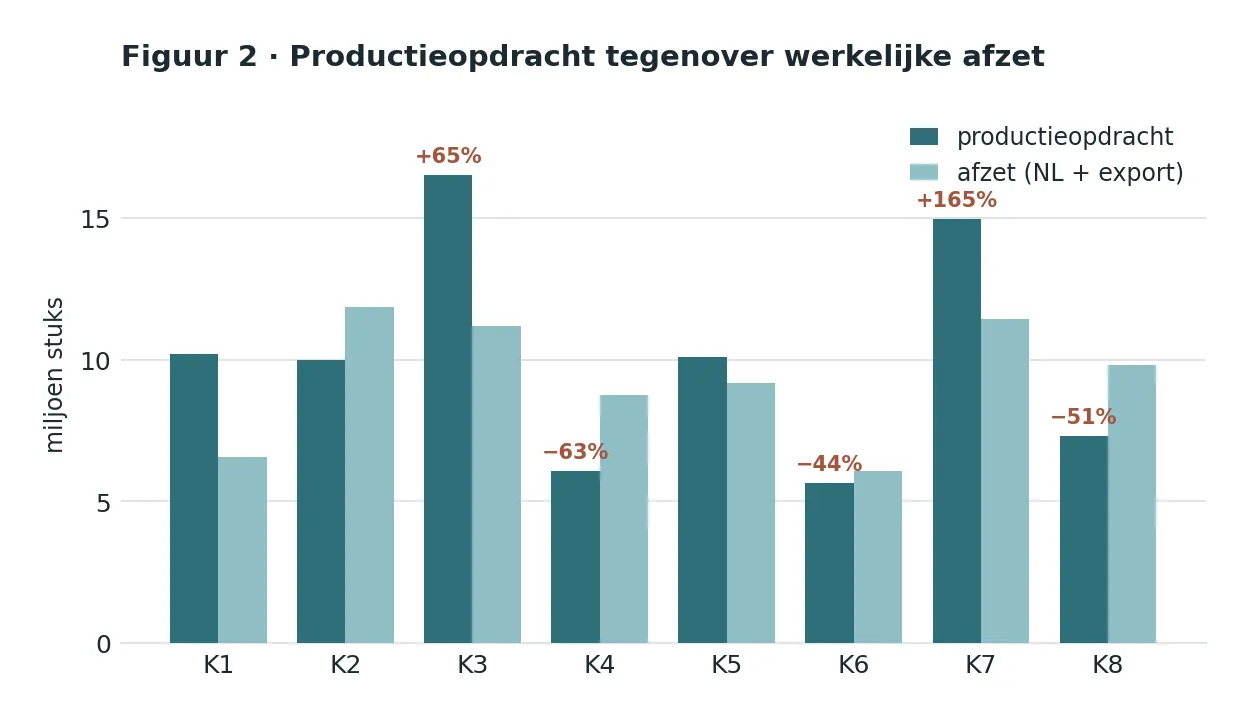 Figuur 2 · Productieopdracht tegenover werkelijke afzet
productieopdracht
afzet (NL + export)
+65%
+165%
−63%
−44%
−51%
miljoen stuks
15
10
5
0
K1 K2 K3 K4 K5 K6 K7 K8